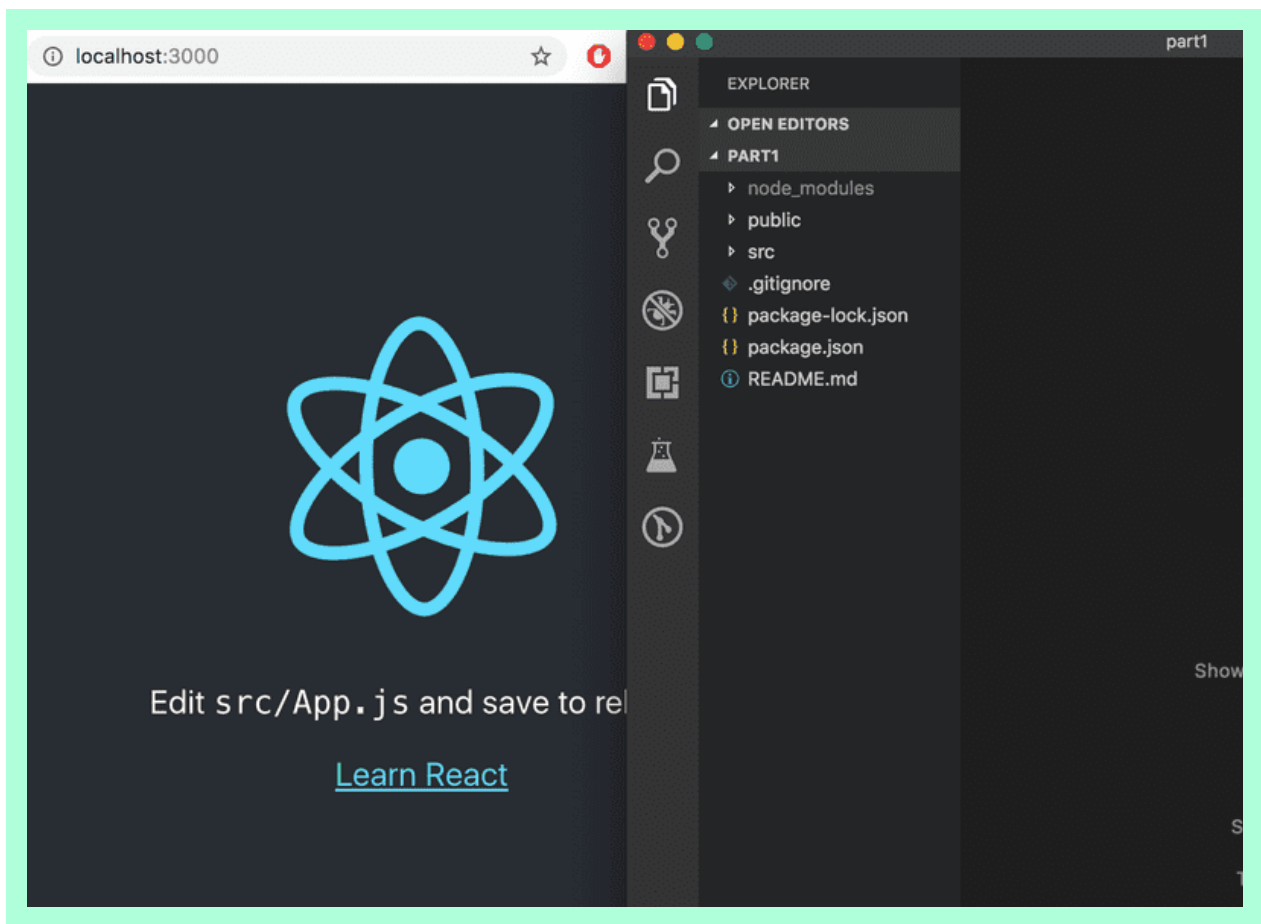 localhost:3000
Edit src/App.js and save to rel
Learn React
part1
EXPLORER
OPEN EDITORS
PART1
node_modules
public
src
.gitignore
{} package-lock.json
{} package.json
README.md
Show
S
T